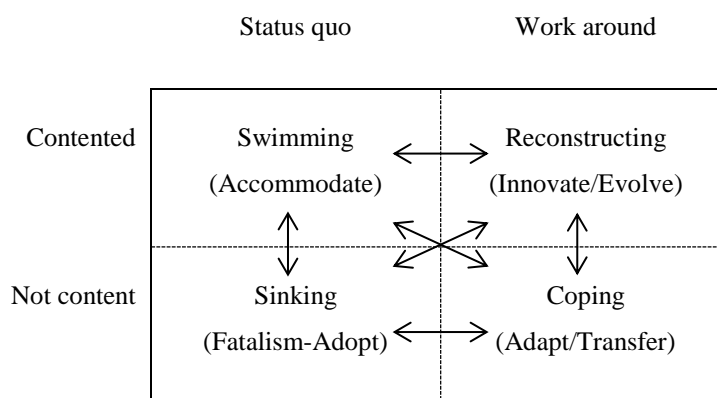 Status quo Work around
Contented Swimming Reconstructing
(Accommodate) (Innovate/Evolve)
Not content Sinking Coping
(Fatalism-Adopt) (Adapt/Transfer)